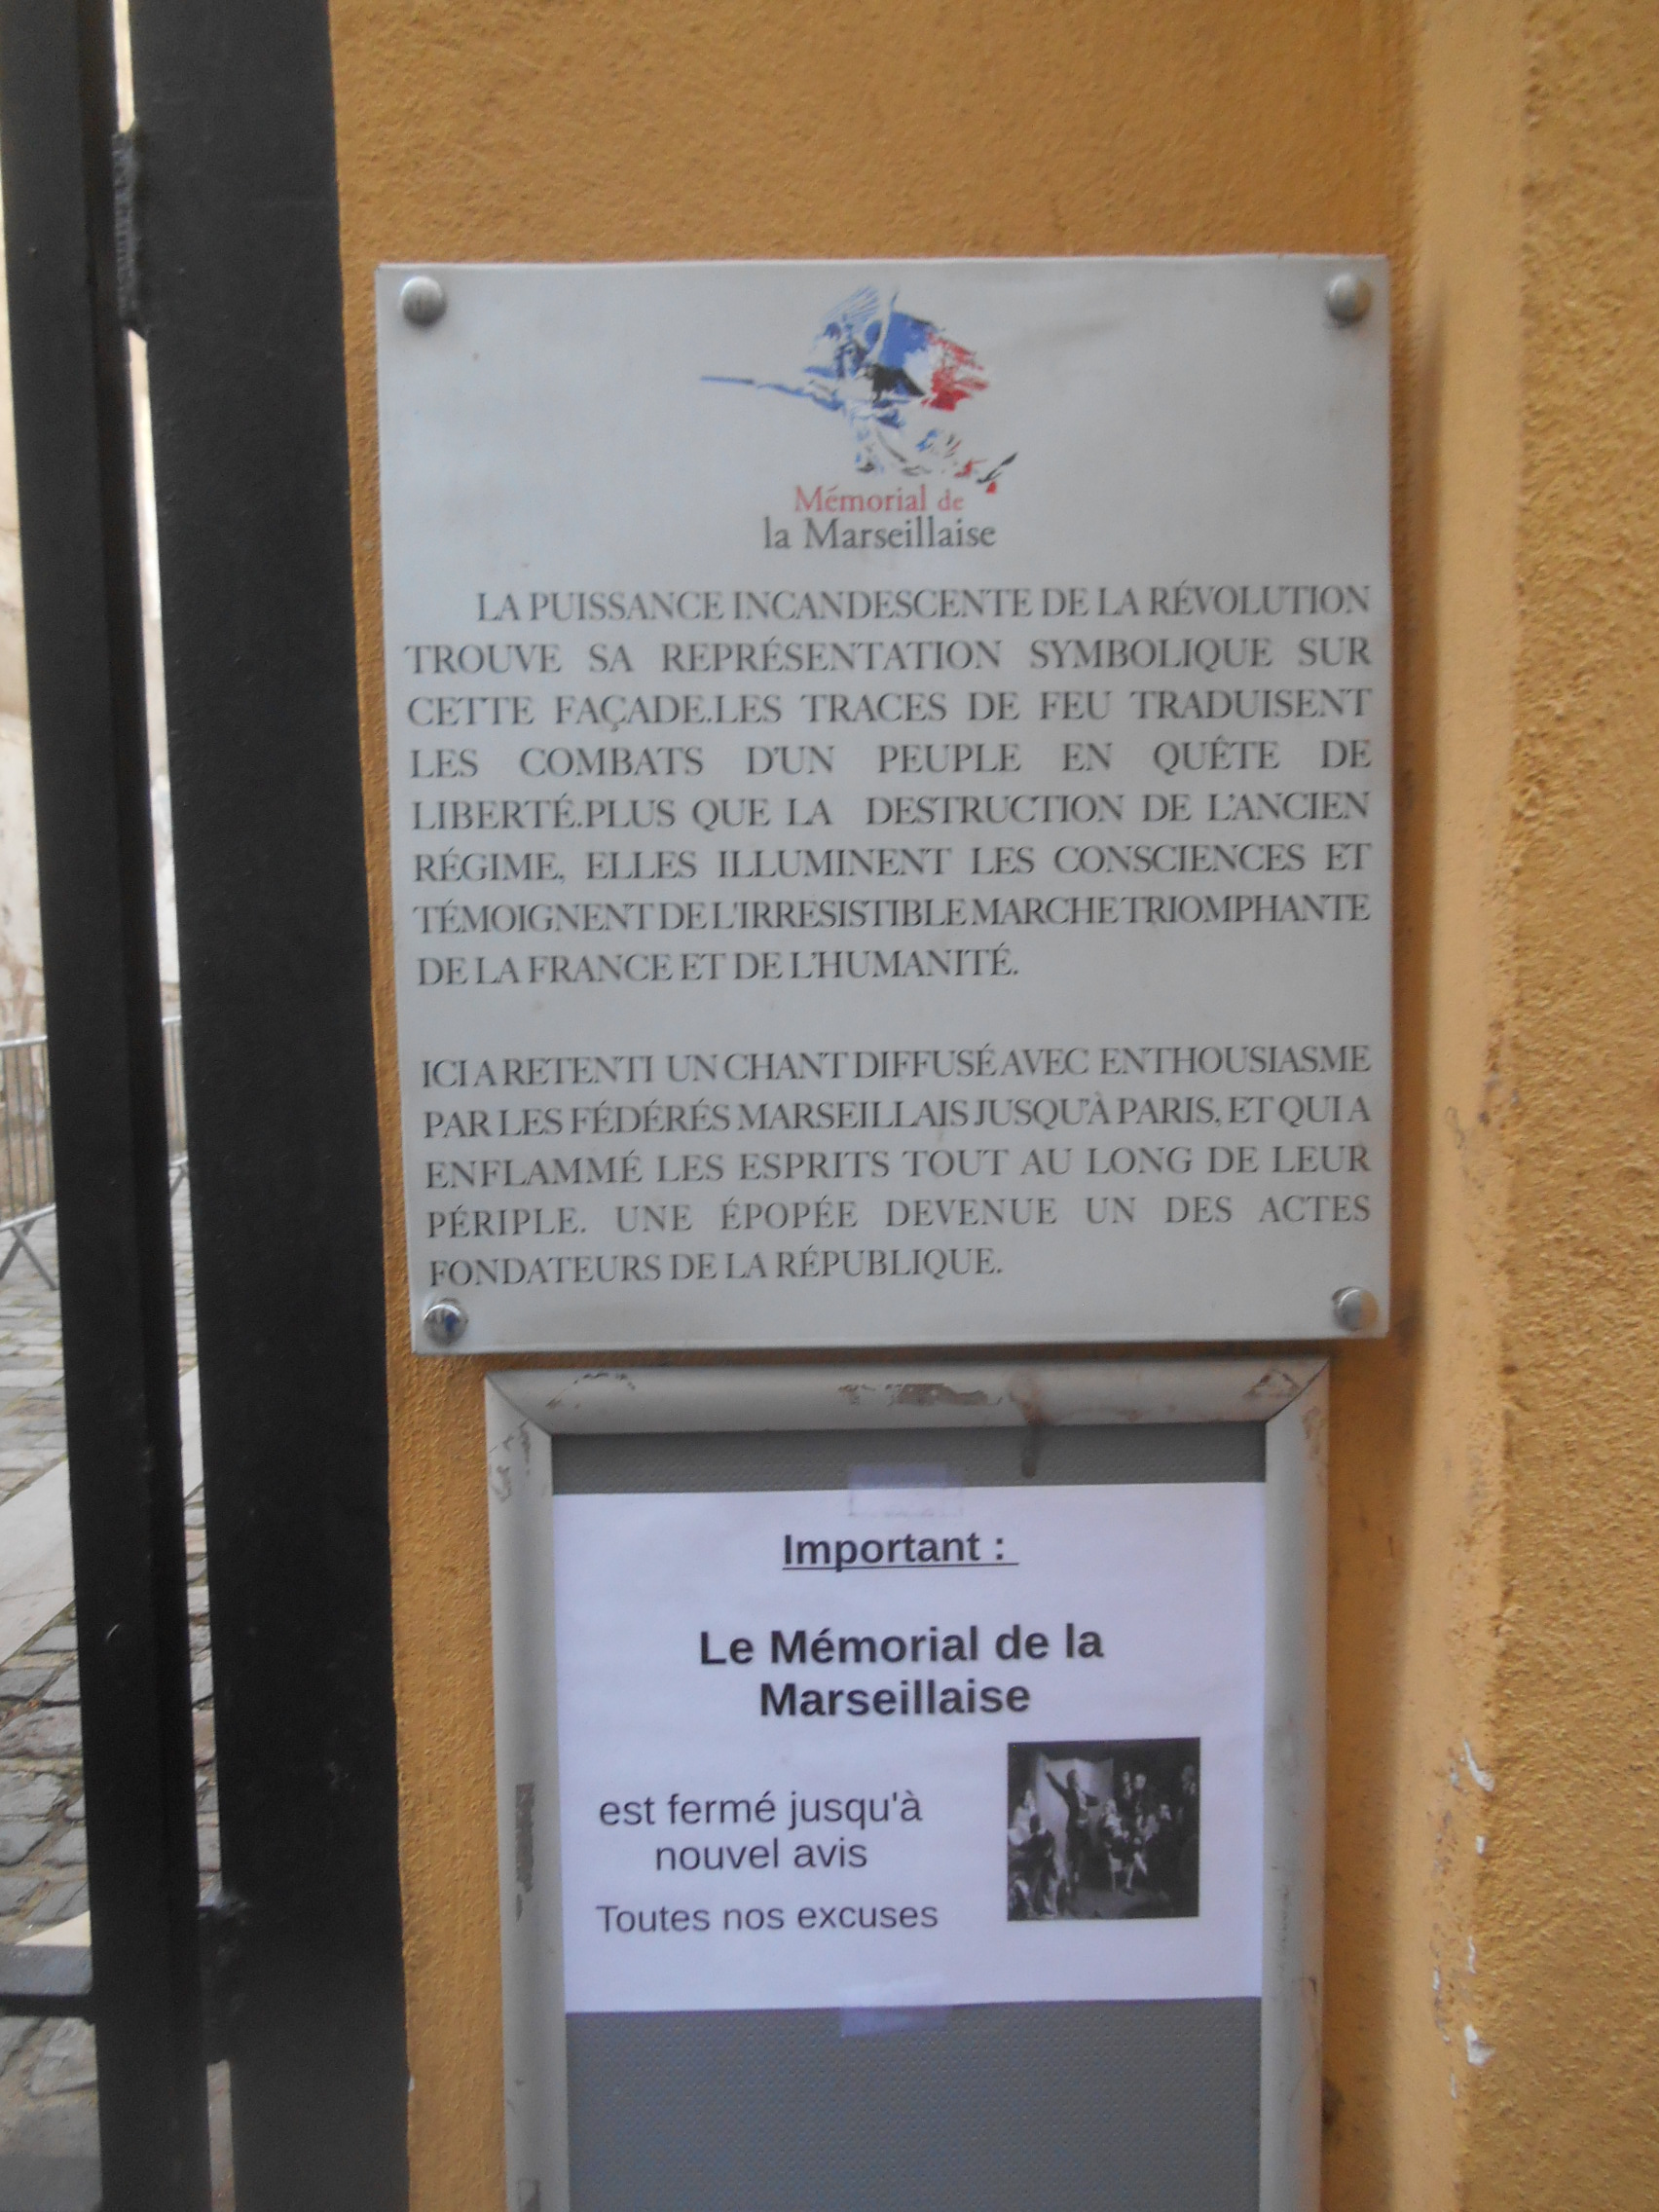 Mémorial de
la Marseillaise
LA PUISSANCE INCANDESCENTE DE LA RÉVOLUTION
TROUVE SA REPRÉSENTATION SYMBOLIQUE SUR
CETTE FAÇADE.LES TRACES DE FEU TRADUISENT
LES COMBATS D'UN PEUPLE EN QUÊTE DE
LIBERTÉ.PLUS QUE LA DESTRUCTION DE L'ANCIEN
RÉGIME, ELLES ILLUMINENT LES CONSCIENCES ET
TÉMOIGNENT DE L'IRRESISTIBLE MARCHE TRIOMPHANTE
DE LA FRANCE ET DE L'HUMANITÉ.
ICI A RETENTI UN CHANT DIFFUSÉ AVEC ENTHOUSIASME
PAR LES FÉDÉRÉS MARSEILLAIS JUSQU'À PARIS, ET QUI A
ENFLAMMÉ LES ESPRITS TOUT AU LONG DE LEUR
PÉRIPLE. UNE ÉPOPÉE DEVENUE UN DES ACTES
FONDATEURS DE LA RÉPUBLIQUE.
Important :
Le Mémorial de la
Marseillaise
est fermé jusqu'à
nouvel avis
Toutes nos excuses